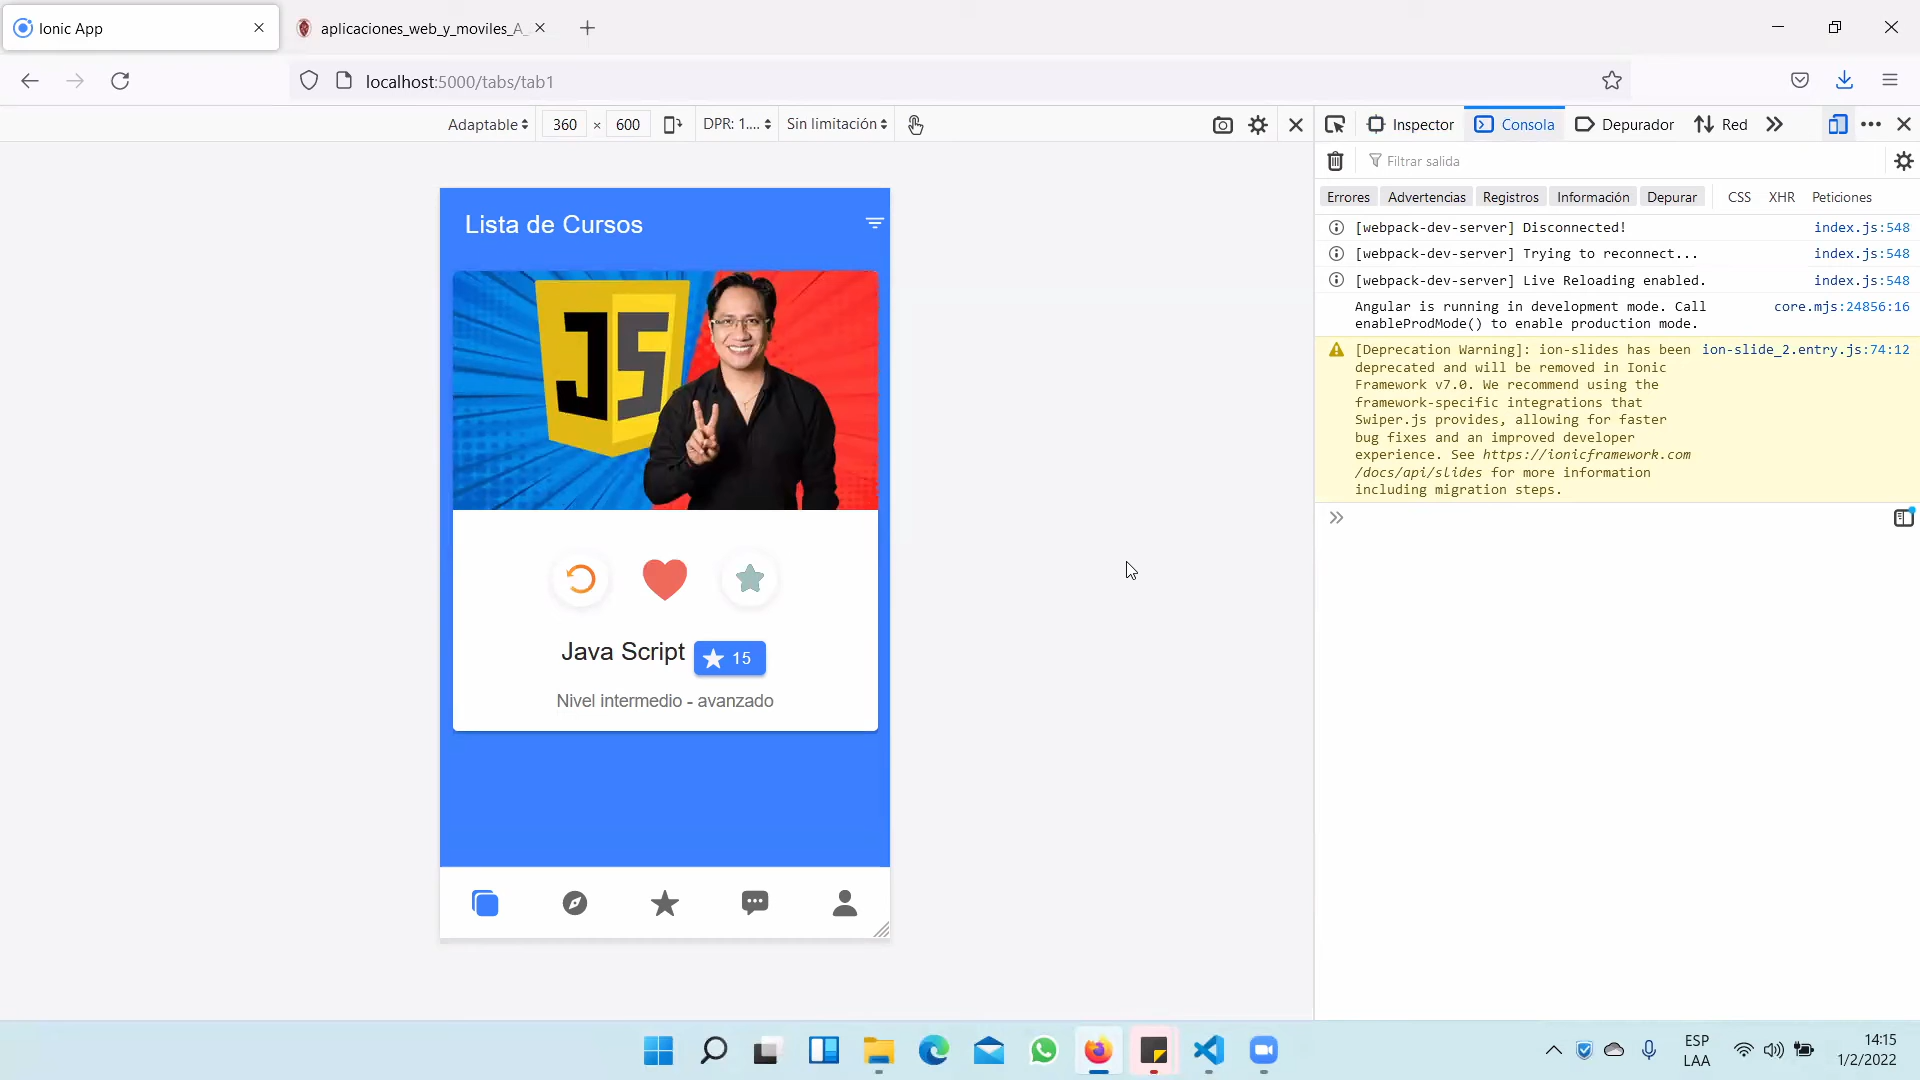 Ionic App
aplicaciones_web_y_moviles_A_
localhost:5000/tabs/tab1
Adaptable
360 × 600
DPR: 1....
Sin limitación
Inspector
Consola
Depurador
Red
Filtrar salida
Errores
Advertencias
Registros
Información
Depurar
CSS
XHR
Peticiones
[webpack-dev-server] Disconnected! index.js:548
[webpack-dev-server] Trying to reconnect... index.js:548
[webpack-dev-server] Live Reloading enabled. index.js:548
Angular is running in development mode. Call core.mjs:24856:16
enableProdMode() to enable production mode.
[Deprecation Warning]: ion-slides has been ion-slide_2.entry.js:74:12
deprecated and will be removed in Ionic
Framework v7.0. We recommend using the
framework-specific integrations that
Swiper.js provides, allowing for faster
bug fixes and an improved developer
experience. See https://ionicframework.com
/docs/api/slides for more information
including migration steps.
Lista de Cursos
JS
Java Script
15
Nivel intermedio - avanzado
ESP
LAA
14:15
1/2/2022